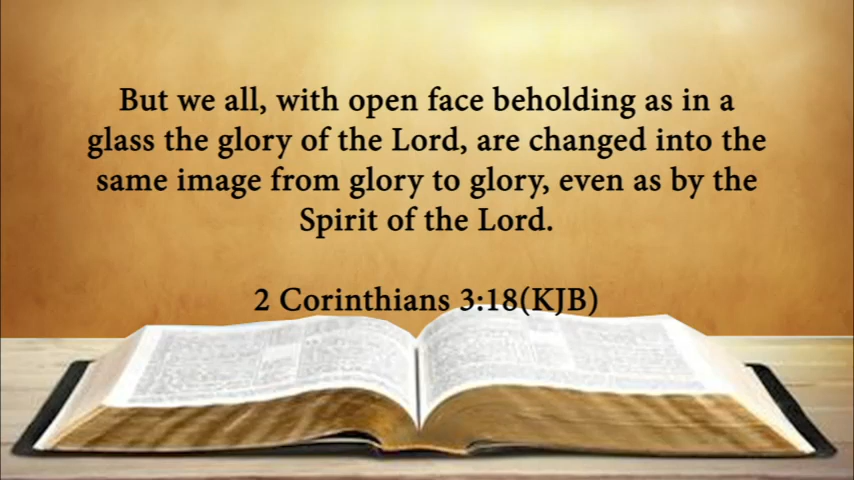 But we all, with open face beholding as in a
glass the glory of the Lord, are changed into the
same image from glory to glory, even as by the
Spirit of the Lord.
2 Corinthians 3:18(KJB)